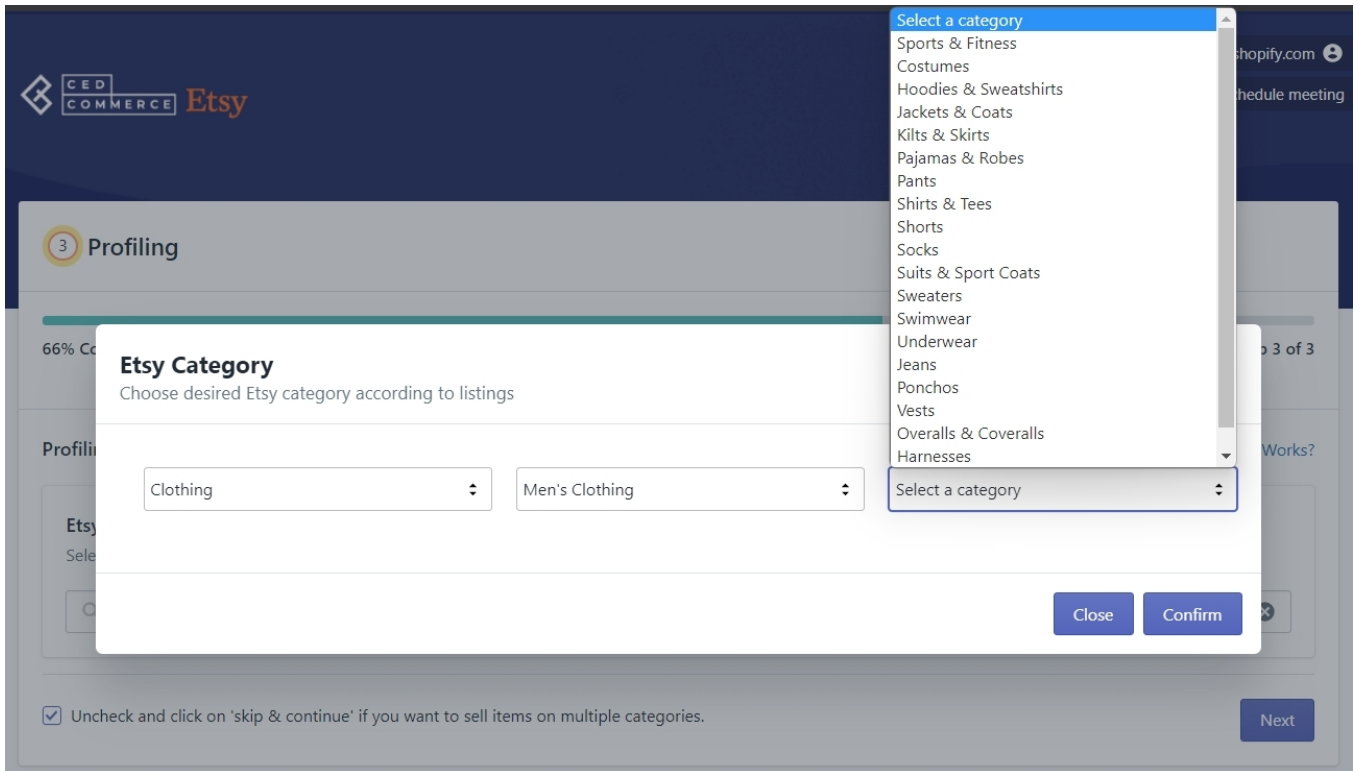 Select a category
Sports & Fitness
Costumes
Hoodies & Sweatshirts
Jackets & Coats
Kilts & Skirts
Pajamas & Robes
Pants
Shirts & Tees
Shorts
Socks
Suits & Sport Coats
Sweaters
Swimwear
Underwear
Jeans
Ponchos
Vests
Overalls & Coveralls
Harnesses
shopify.com
CED
COMMERCE Etsy
hedule meeting
3 Profiling
66% Co
3 of 3
Etsy Category
Choose desired Etsy category according to listings
Profilin
Works?
Clothing
Men's Clothing
Select a category
Etsy
Sele
Close
Confirm
Uncheck and click on 'skip & continue' if you want to sell items on multiple categories.
Next